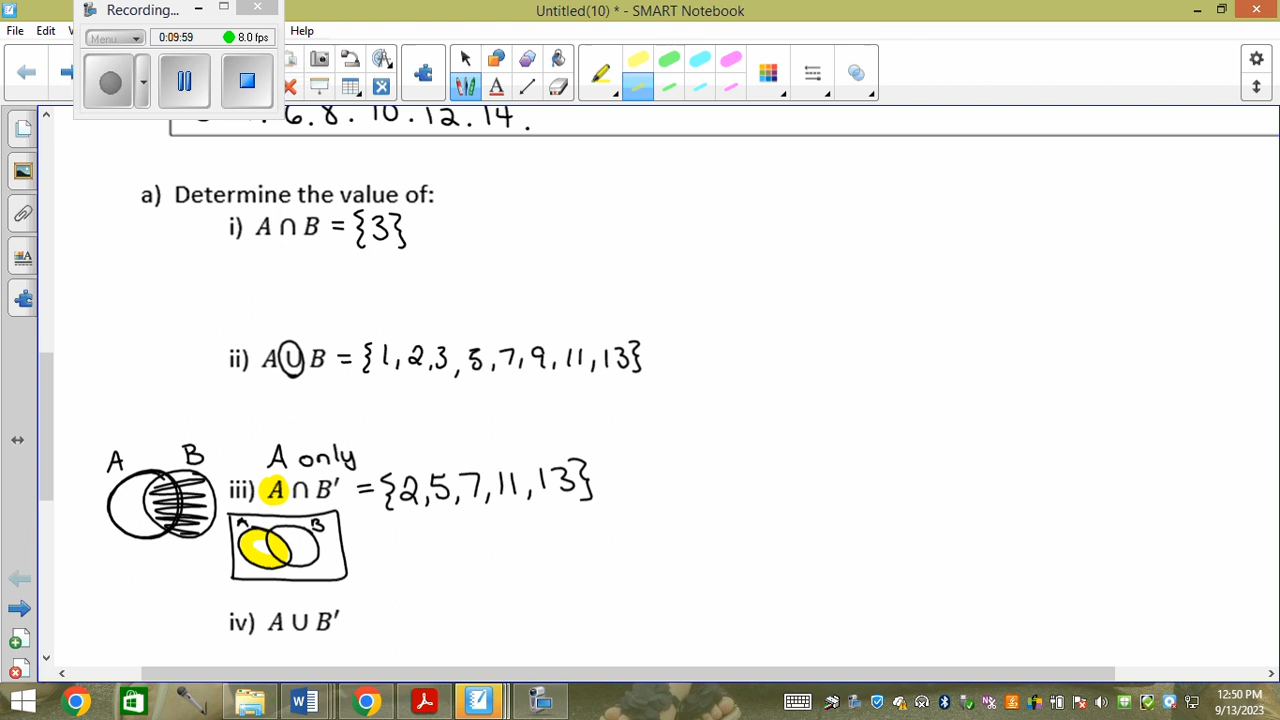 Recording...
Untitled(10) * - SMART Notebook
Menu
0:09:59
8.0 fps
File Edit Help
6. 8. 10. 12. 14.
a) Determine the value of:
i) A ∩ B = {3}
ii) A ∪ B = {1, 2, 3, 5, 7, 9, 11, 13}
A B
A only
iii) A ∩ B′ = {2, 5, 7, 11, 13}
A B
iv) A ∪ B′
12:50 PM
9/13/2023